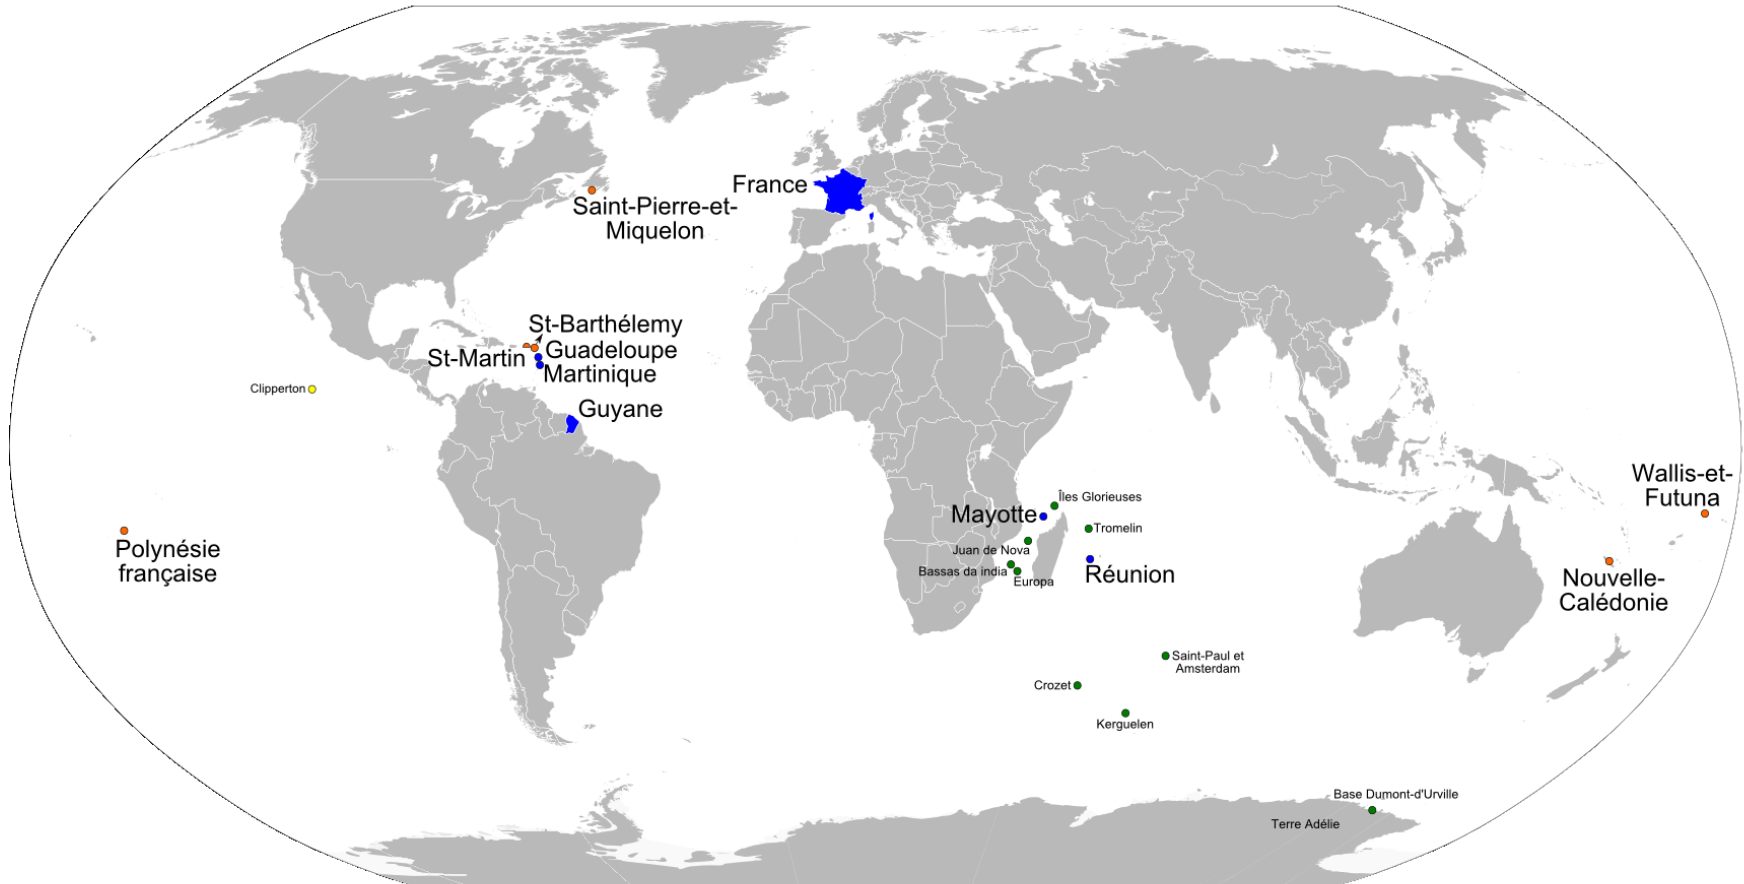 France
Saint-Pierre-et-
Miquelon
St-Barthélemy
St-Martin
Guadeloupe
Martinique
Clipperton
Guyane
Wallis-et-
Futuna
Îles Glorieuses
Mayotte
Tromelin
Polynésie
française
Juan de Nova
Bassas da india
Europa
Réunion
Nouvelle-
Calédonie
Saint-Paul et
Amsterdam
Crozet
Kerguelen
Base Dumont-d'Urville
Terre Adélie